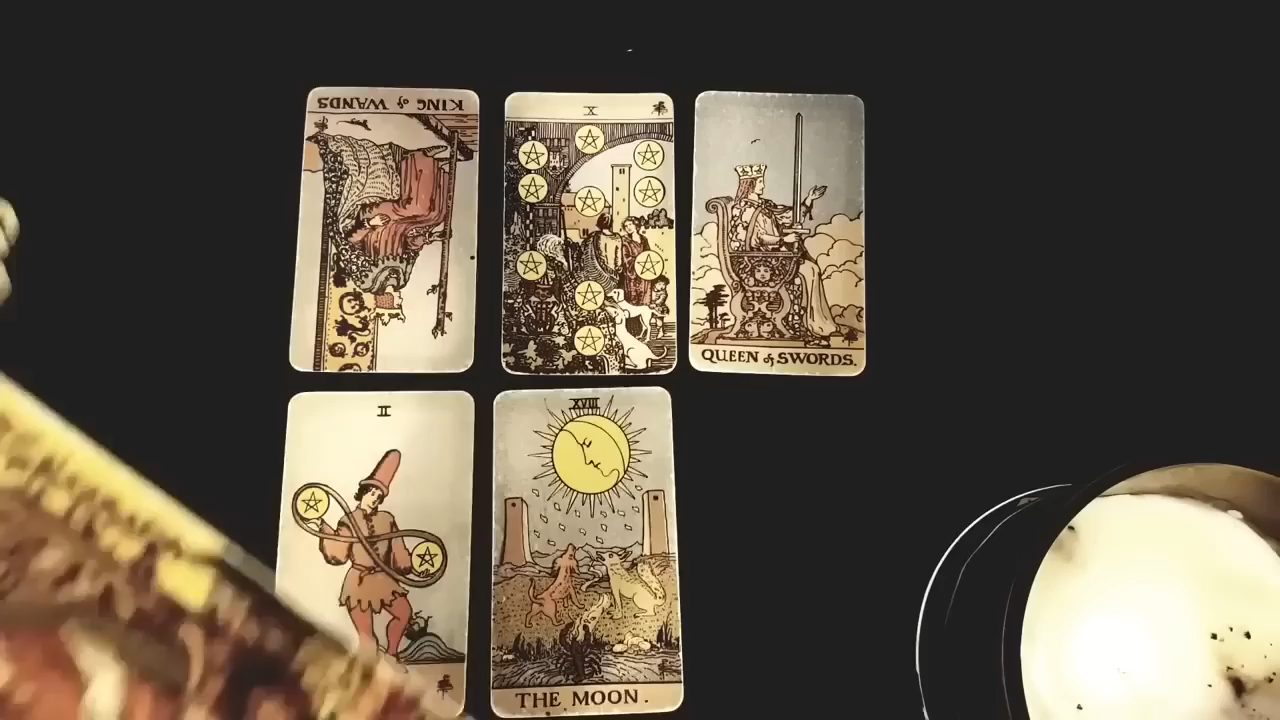 KING of WANDS
X
QUEEN of SWORDS.
II
XVIII
THE MOON.